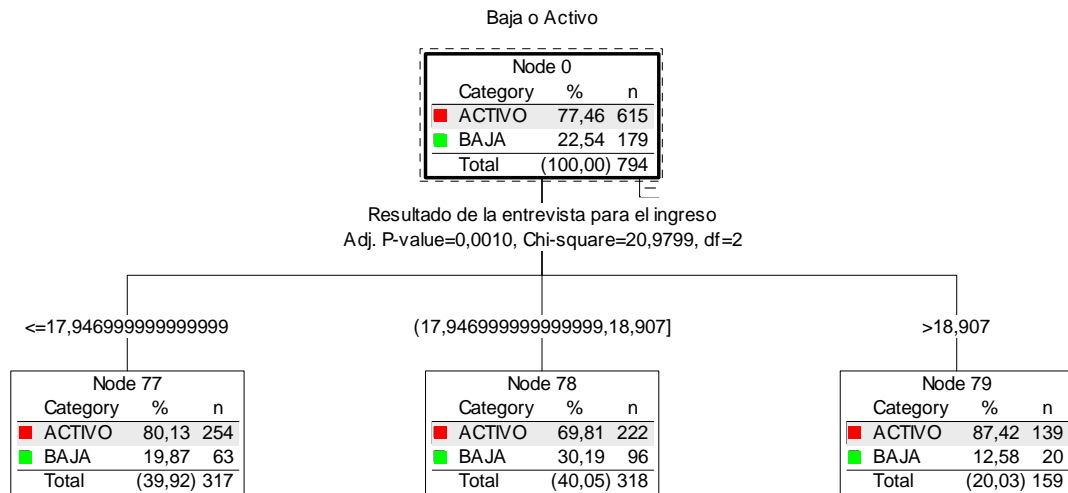 Baja o Activo
Node 0
Category % n
ACTIVO 77,46 615
BAJA 22,54 179
Total (100,00) 794
Resultado de la entrevista para el ingreso
Adj. P-value=0,0010, Chi-square=20,9799, df=2
<=17,946999999999999
(17,946999999999999,18,907]
>18,907
Node 77
Category % n
ACTIVO 80,13 254
BAJA 19,87 63
Total (39,92) 317
Node 78
Category % n
ACTIVO 69,81 222
BAJA 30,19 96
Total (40,05) 318
Node 79
Category % n
ACTIVO 87,42 139
BAJA 12,58 20
Total (20,03) 159